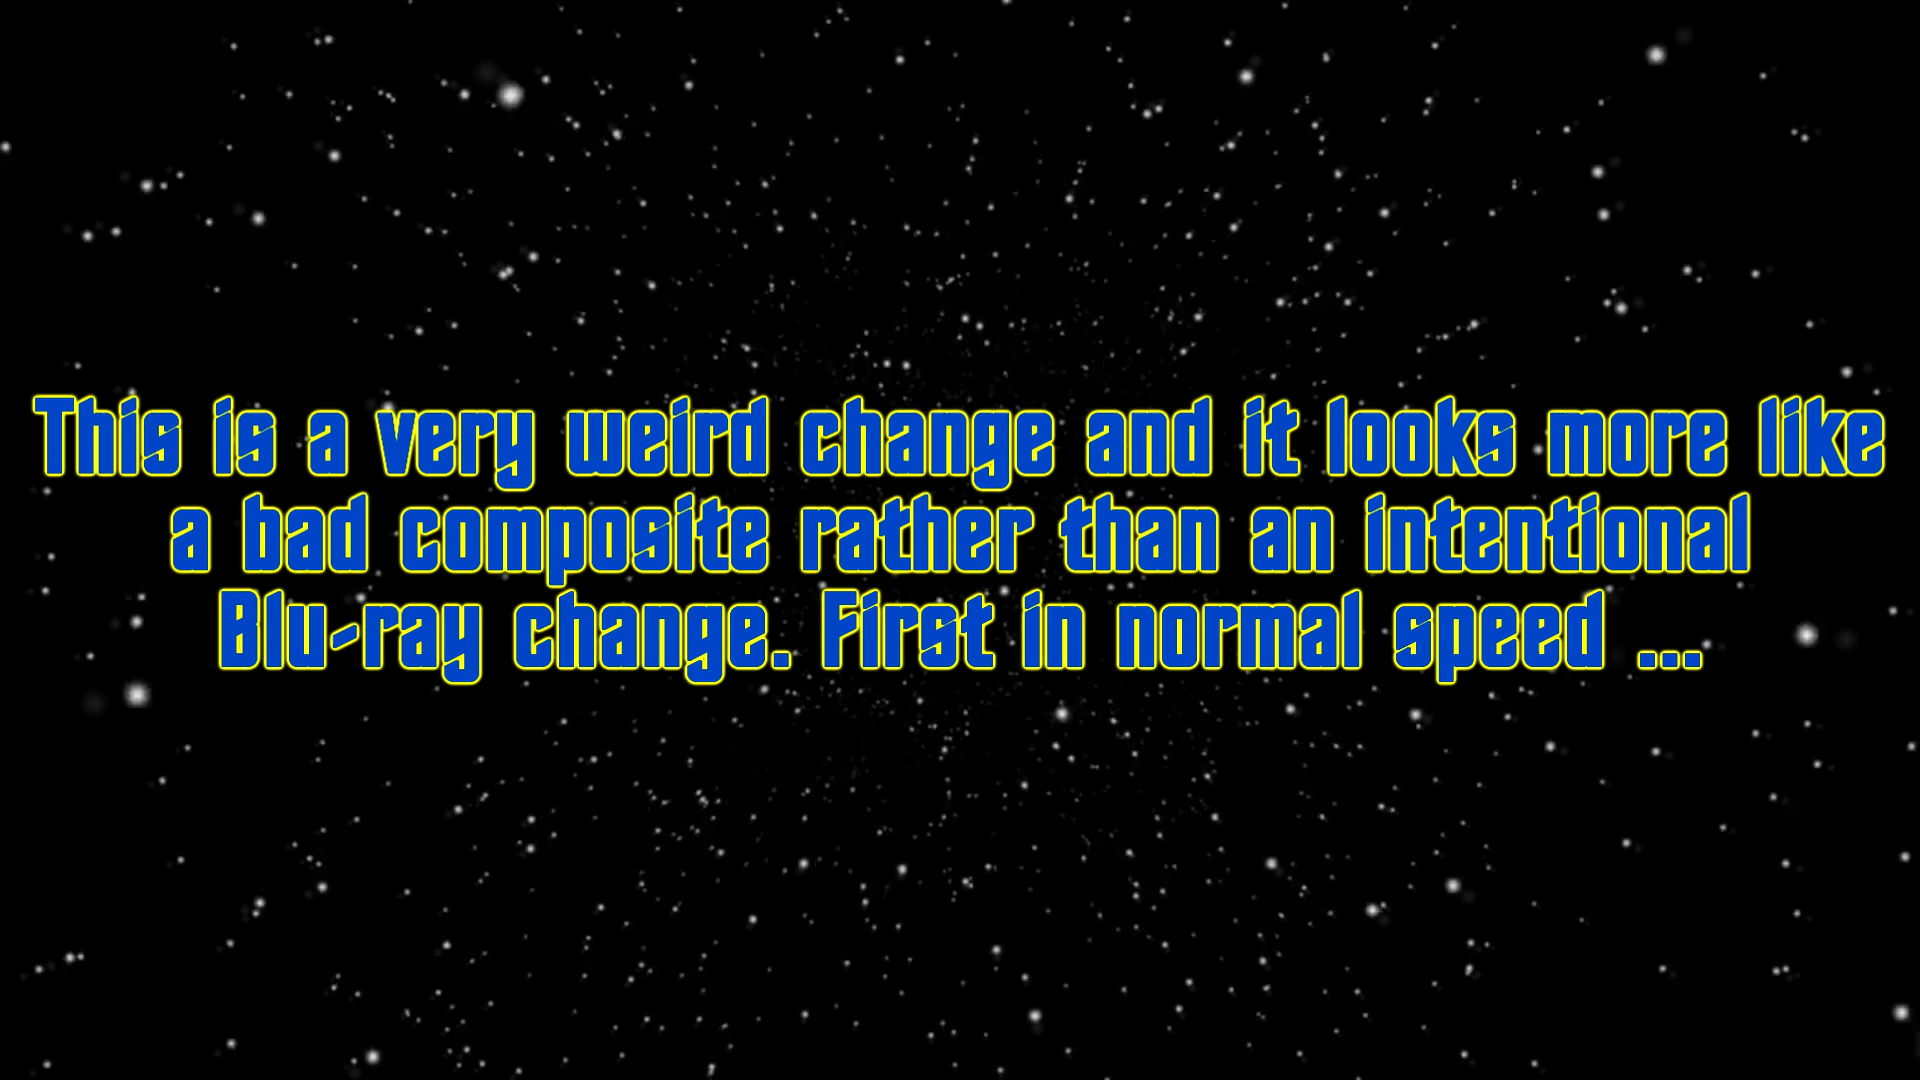 This is a very weird change and it looks more like
a bad composite rather than an intentional
Blu-ray change. First in normal speed ...